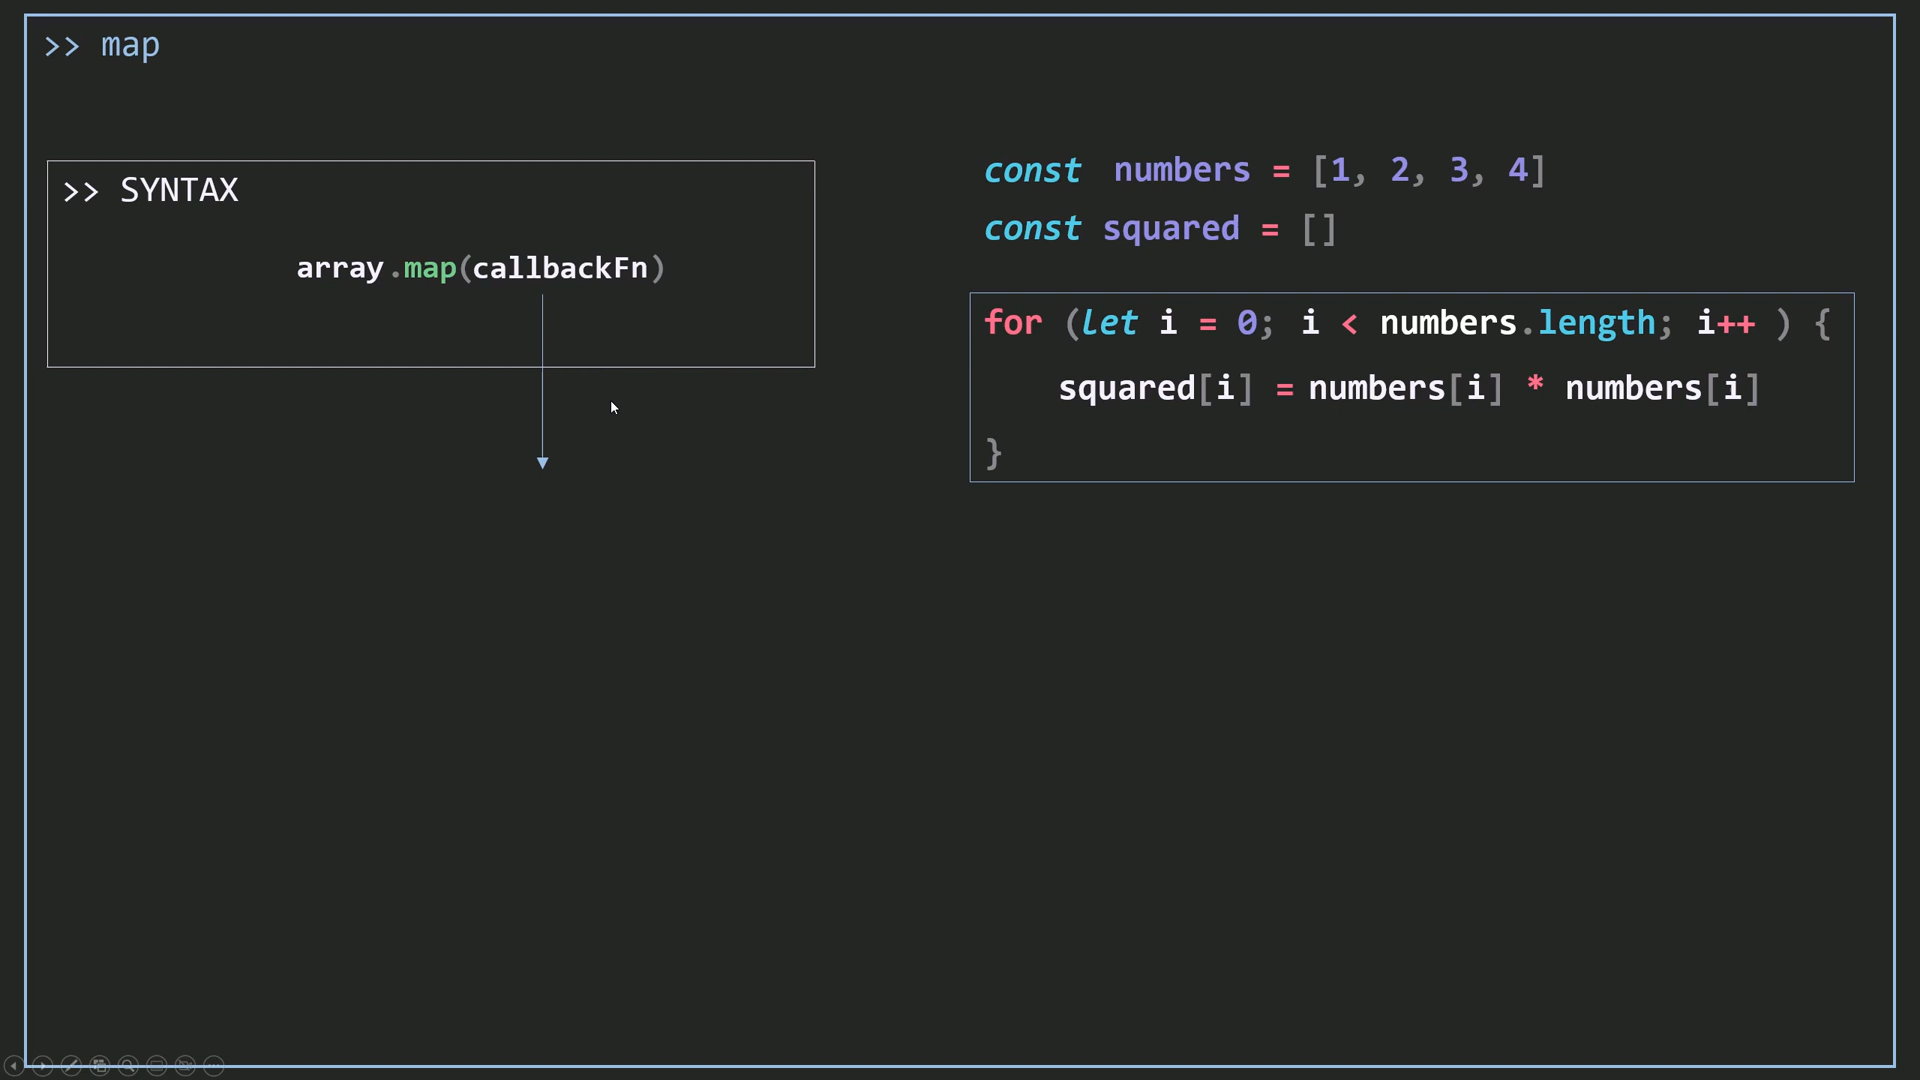 >> map
>> SYNTAX
array.map(callbackFn)
const numbers = [1, 2, 3, 4]
const squared = []
for (let i = 0; i < numbers.length; i++ ) {
squared[i] = numbers[i] * numbers[i]
}